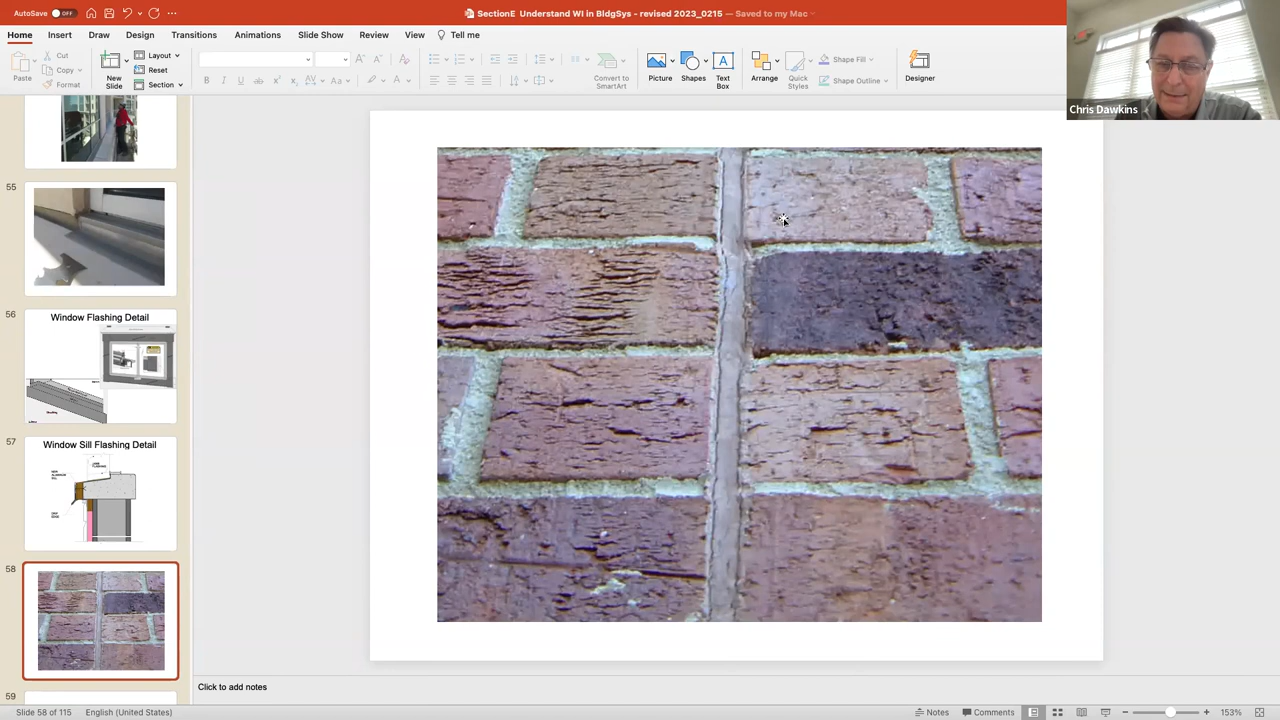 AutoSave OFF
SectionE Understand WI in BldgSys - revised 2023_0215 — Saved to my Mac
Home Insert Draw Design Transitions Animations Slide Show Review View Tell me
Paste
Cut
Copy
Format
New Slide
Layout
Reset
Section
Convert to SmartArt
Picture
Shapes
Text Box
Arrange
Quick Styles
Shape Fill
Shape Outline
Designer
Chris Dawkins
55
56
Window Flashing Detail
57
Window Sill Flashing Detail
58
59
Click to add notes
Slide 58 of 115 English (United States) Notes Comments 153%